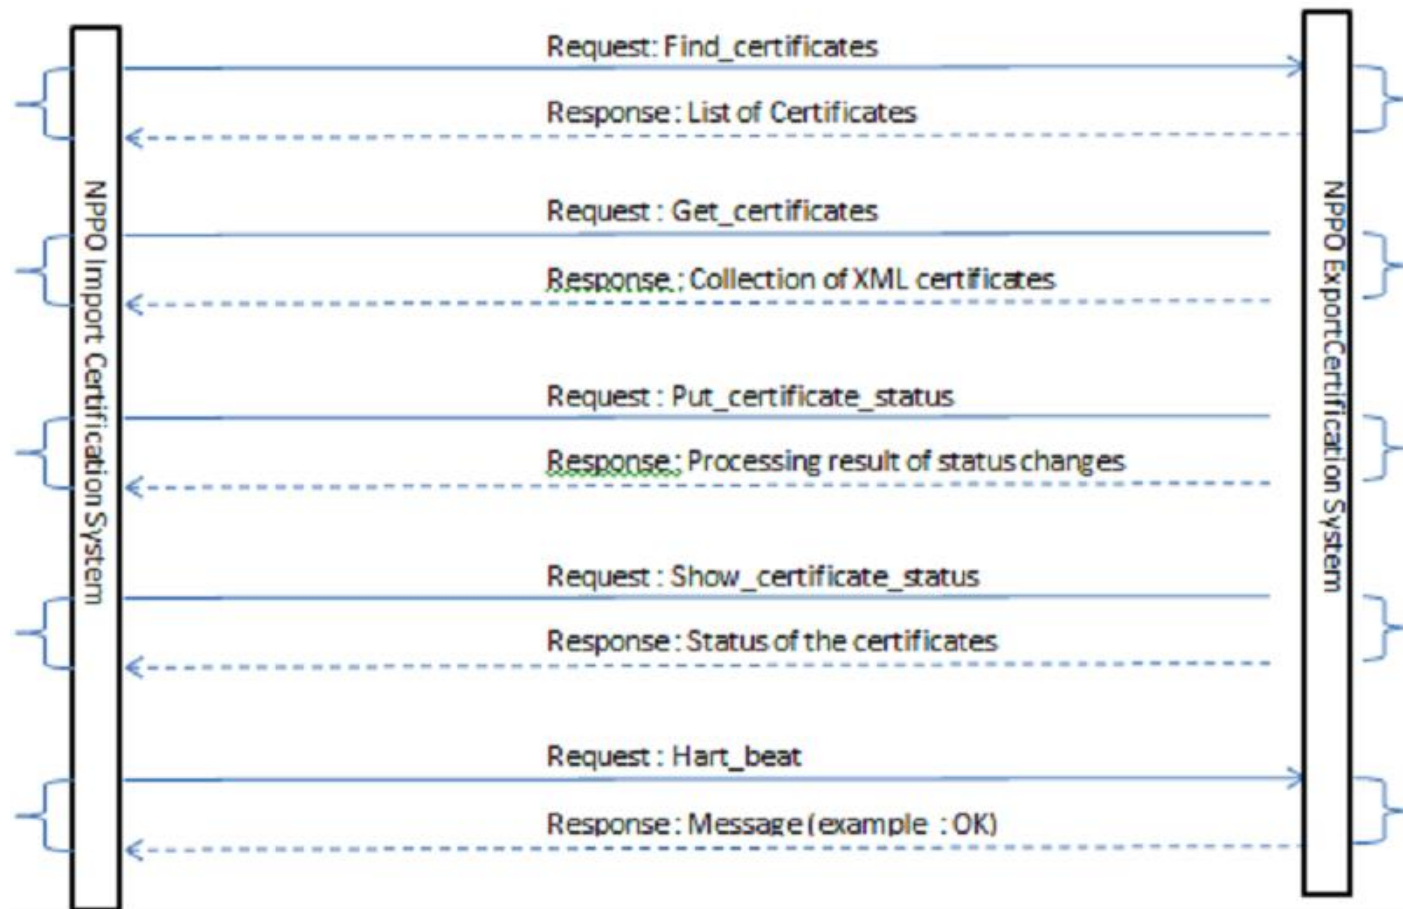 Request: Find_certificates
Response : List of Certificates
Request : Get_certificates
Response : Collection of XML certificates
Request : Put_certificate_status
Response : Processing result of status changes
Request : Show_certificate_status
Response : Status of the certificates
Request : Hart_beat
Response : Message (example : OK)
NPPO Import Certification System
NPPO ExportCertification System